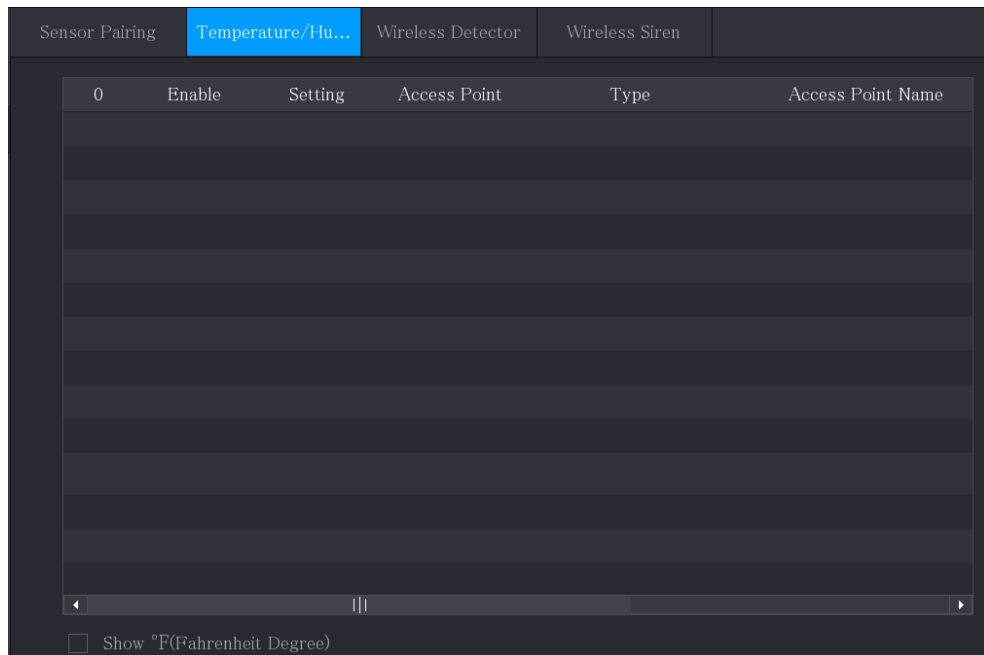 Sensor Pairing Temperature/Hu... Wireless Detector Wireless Siren
0 Enable Setting Access Point Type Access Point Name
Show °F(Fahrenheit Degree)